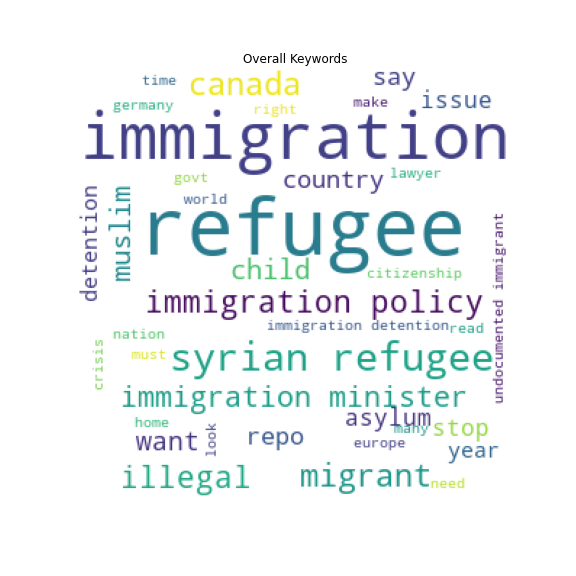 Overall Keywords
time
canada
say
germany
right
make
issue
immigration
govt
country
lawyer
detention
muslim
world
refugee
child
citizenship
undocumented immigrant
immigration policy
immigration detention
read
nation
crisis
must
syrian refugee
immigration minister
home
asylum
many
stop
want
look
repo
europe
year
illegal
migrant
need